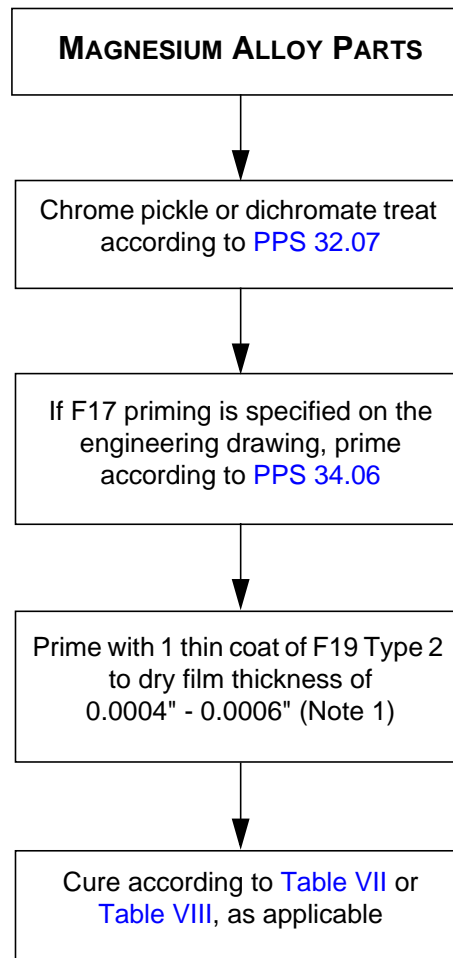 MAGNESIUM ALLOY PARTS
Chrome pickle or dichromate treat
according to PPS 32.07
If F17 priming is specified on the
engineering drawing, prime
according to PPS 34.06
Prime with 1 thin coat of F19 Type 2
to dry film thickness of
0.0004" - 0.0006" (Note 1)
Cure according to Table VII or
Table VIII, as applicable